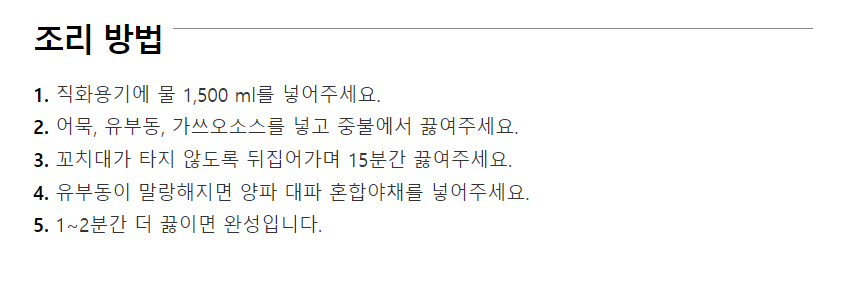 조리 방법
1. 직화용기에 물 1,500 ml를 넣어주세요.
2. 어묵, 유부동, 가쓰오소스를 넣고 중불에서 끓여주세요.
3. 꼬치대가 타지 않도록 뒤집어가며 15분간 끓여주세요.
4. 유부동이 말랑해지면 양파 대파 혼합야채를 넣어주세요.
5. 1~2분간 더 끓이면 완성입니다.